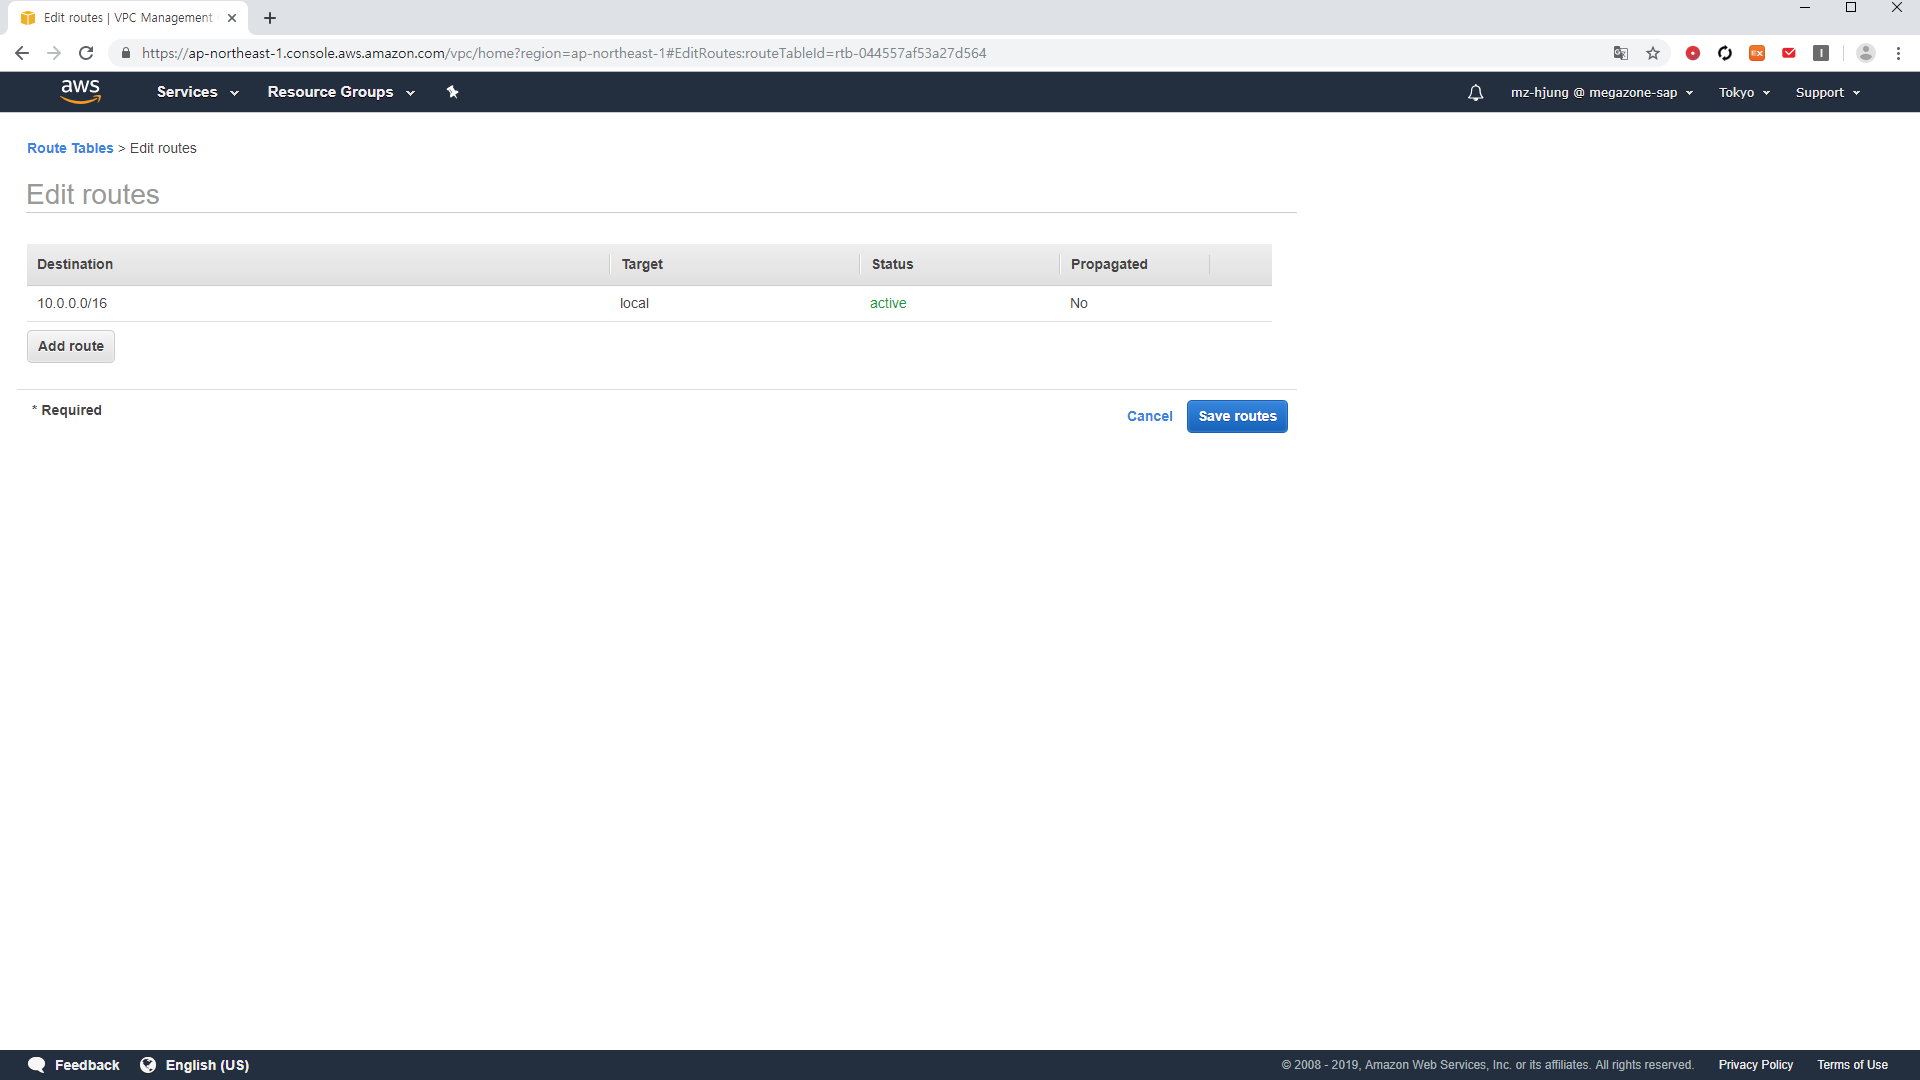 Edit routes | VPC Management
https://ap-northeast-1.console.aws.amazon.com/vpc/home?region=ap-northeast-1#EditRoutes:routeTableId=rtb-044557af53a27d564
aws Services Resource Groups mz-hjung @ megazone-sap Tokyo Support
Route Tables > Edit routes
Edit routes
Destination Target Status Propagated
10.0.0.0/16 local active No
Add route
* Required
Cancel Save routes
Feedback English (US) © 2008 - 2019, Amazon Web Services, Inc. or its affiliates. All rights reserved. Privacy Policy Terms of Use